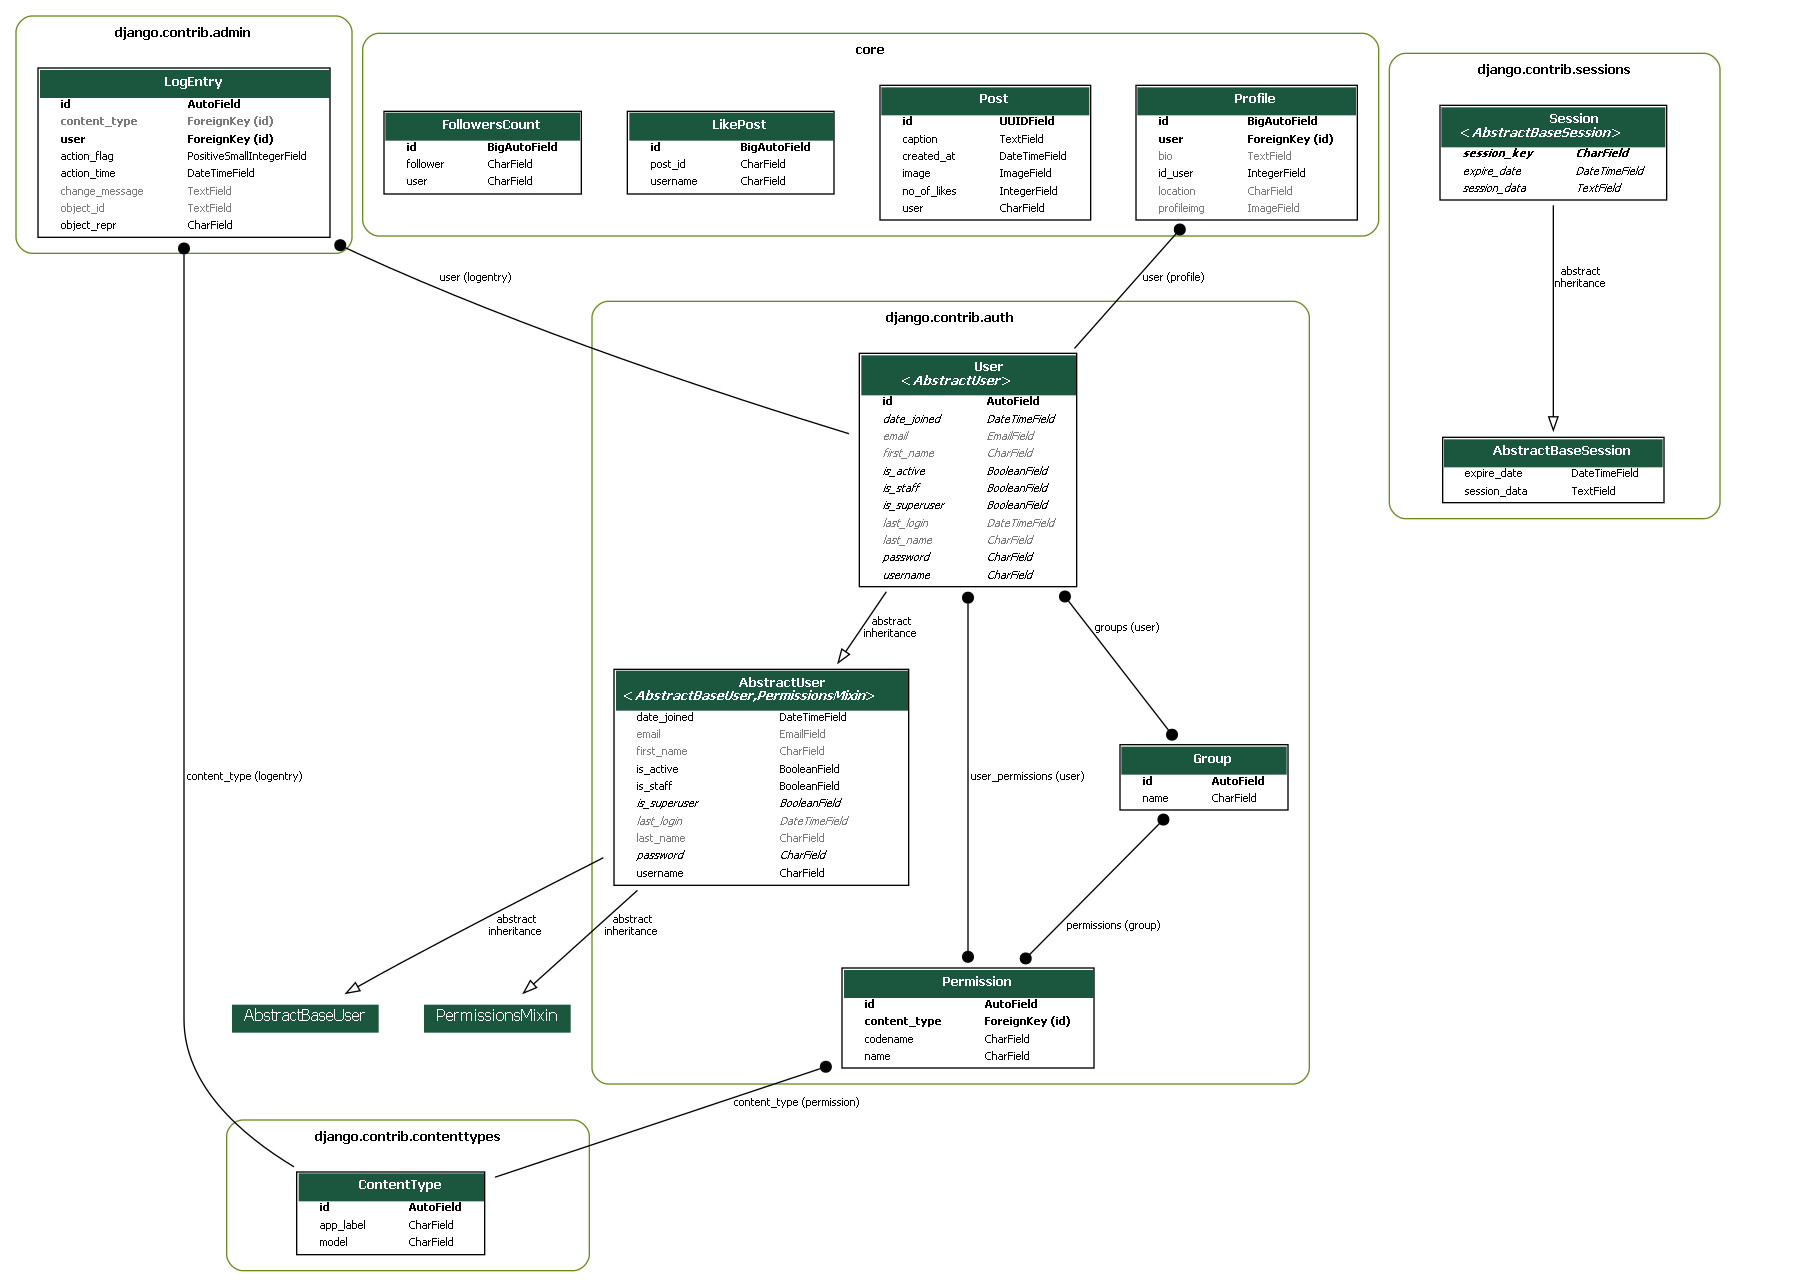 django.contrib.admin
LogEntry
id AutoField
content_type ForeignKey (id)
user ForeignKey (id)
action_flag PositiveSmallIntegerField
action_time DateTimeField
change_message TextField
object_id TextField
object_repr CharField
core
FollowersCount
id BigAutoField
follower CharField
user CharField
LikePost
id BigAutoField
post_id CharField
username CharField
Post
id UUIDField
caption TextField
created_at DateTimeField
image ImageField
no_of_likes IntegerField
user CharField
Profile
id BigAutoField
user ForeignKey (id)
bio TextField
id_user IntegerField
location CharField
profileimg ImageField
django.contrib.sessions
Session
<AbstractBaseSession>
session_key CharField
expire_date DateTimeField
session_data TextField
abstract
inheritance
AbstractBaseSession
expire_date DateTimeField
session_data TextField
user (logentry)
user (profile)
django.contrib.auth
User
<AbstractUser>
id AutoField
date_joined DateTimeField
email EmailField
first_name CharField
is_active BooleanField
is_staff BooleanField
is_superuser BooleanField
last_login DateTimeField
last_name CharField
password CharField
username CharField
abstract
inheritance
groups (user)
AbstractUser
<AbstractBaseUser,PermissionsMixin>
date_joined DateTimeField
email EmailField
first_name CharField
is_active BooleanField
is_staff BooleanField
is_superuser BooleanField
last_login DateTimeField
last_name CharField
password CharField
username CharField
content_type (logentry)
user_permissions (user)
Group
id AutoField
name CharField
abstract
inheritance
abstract
inheritance
permissions (group)
AbstractBaseUser
PermissionsMixin
Permission
id AutoField
content_type ForeignKey (id)
codename CharField
name CharField
content_type (permission)
django.contrib.contenttypes
ContentType
id AutoField
app_label CharField
model CharField